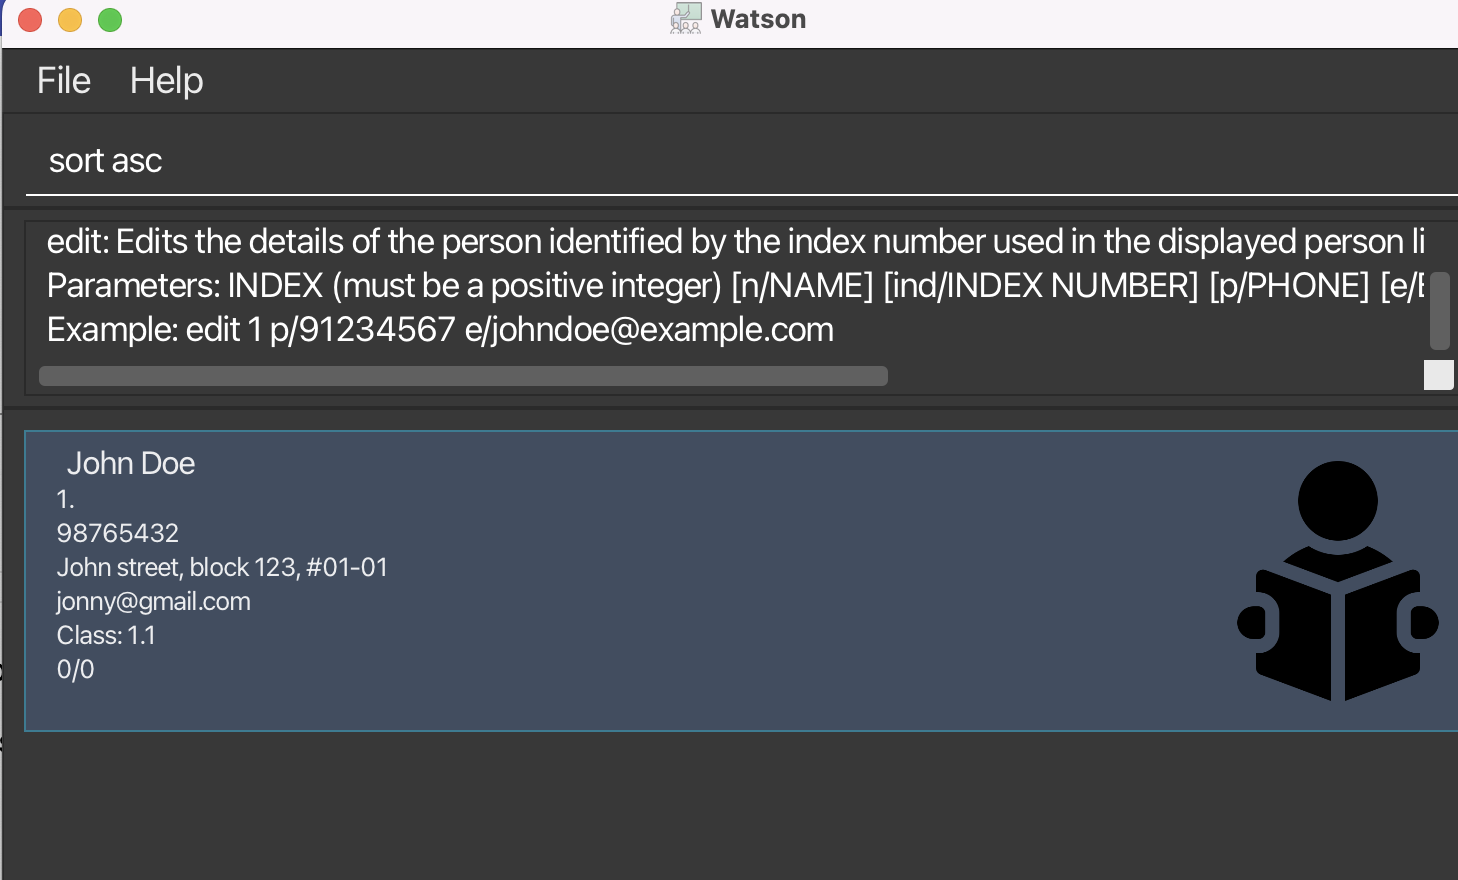 Watson
File Help
sort asc
edit: Edits the details of the person identified by the index number used in the displayed person li
Parameters: INDEX (must be a positive integer) [n/NAME] [ind/INDEX NUMBER] [p/PHONE] [e/E
Example: edit 1 p/91234567 e/johndoe@example.com
John Doe
1.
98765432
John street, block 123, #01-01
jonny@gmail.com
Class: 1.1
0/0